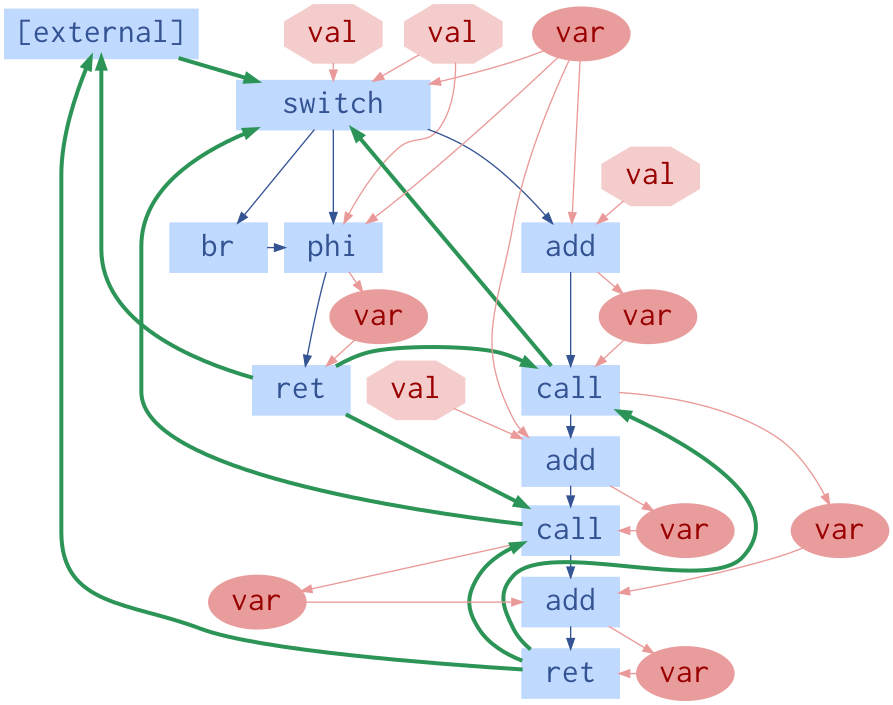 [external]
val
val
var
switch
val
br
phi
add
var
var
ret
val
call
add
call
var
var
var
add
ret
var